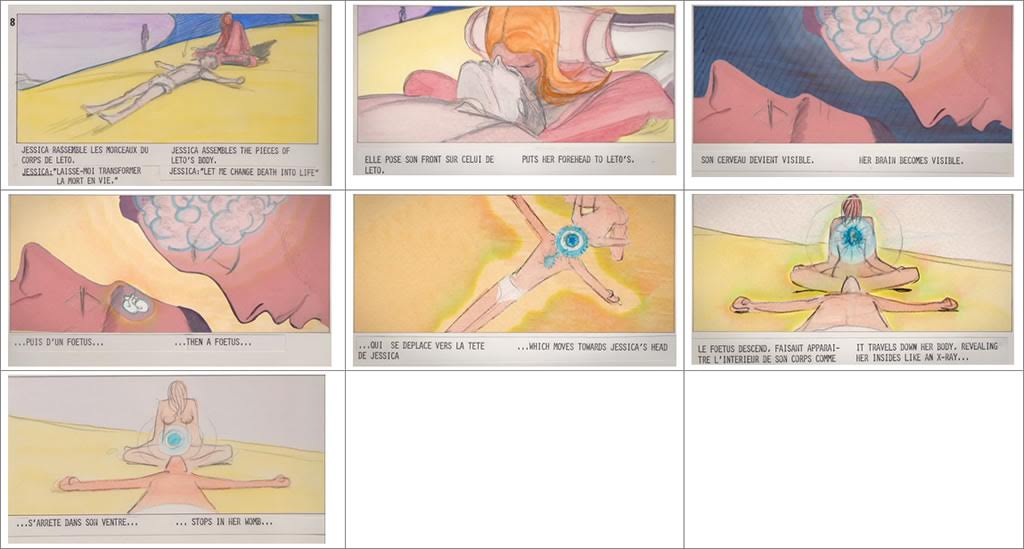 8
JESSICA RASSEMBLE LES MORCEAUX DU
CORPS DE LETO.
JESSICA:"LAISSE-MOI TRANSFORMER
LA MORT EN VIE."
JESSICA ASSEMBLES THE PIECES OF
LETO'S BODY.
JESSICA:"LET ME CHANGE DEATH INTO LIFE"
ELLE POSE SON FRONT SUR CELUI DE
LETO.
PUTS HER FOREHEAD TO LETO'S.
SON CERVEAU DEVIENT VISIBLE.
HER BRAIN BECOMES VISIBLE.
...PUIS D'UN FOETUS...
...THEN A FOETUS...
...QUI SE DEPLACE VERS LA TETE
DE JESSICA
...WHICH MOVES TOWARDS JESSICA'S HEAD
LE FOETUS DESCEND, FAISANT APPARAI-
TRE L'INTERIEUR DE SON CORPS COMME
IT TRAVELS DOWN HER BODY, REVEALING
HER INSIDES LIKE AN X-RAY...
...S'ARRETE DANS SON VENTRE...
... STOPS IN HER WOMB...